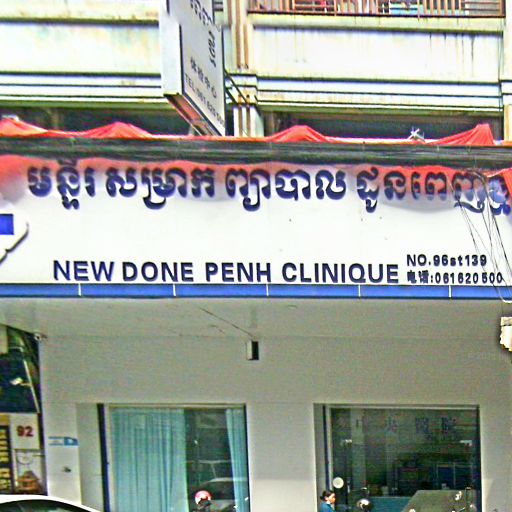 មន្ទីរ សម្រាក ព្យាបាល ដូនពេញ
NEW DONE PENH CLINIQUE
NO.96st139
电话:061620500
92